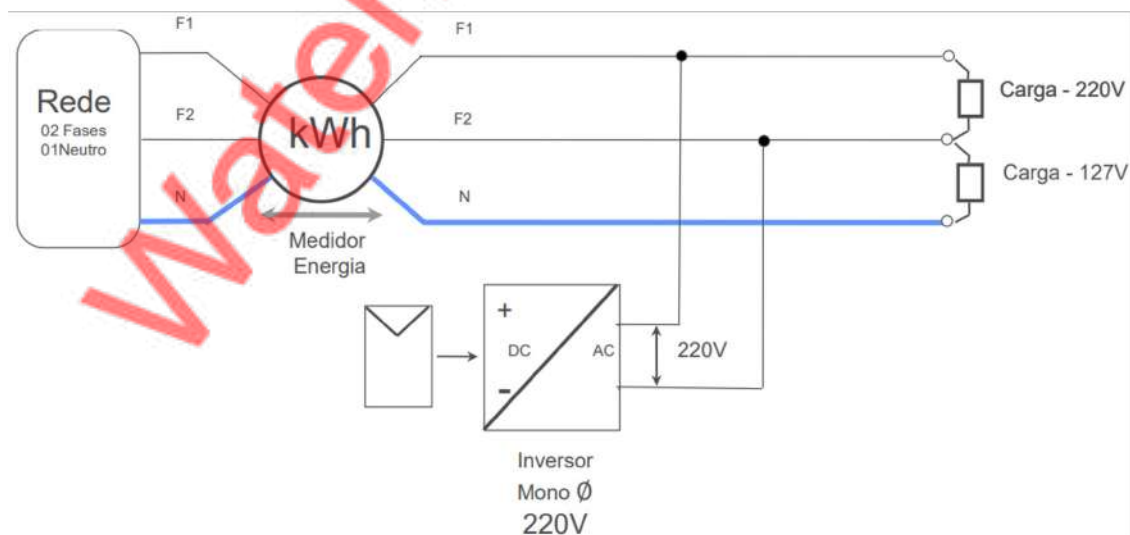 F1
F1
Rede
02 Fases
01Neutro
F2
kWh
F2
N
N
Carga - 220V
Carga - 127V
Medidor
Energia
+
DC
AC
-
220V
Inversor
Mono Ø
220V